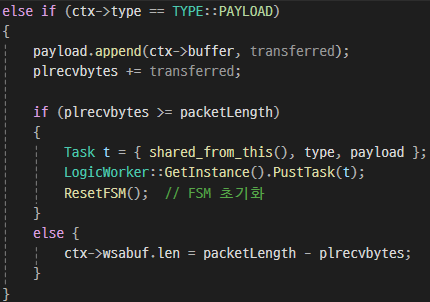 else if (ctx->type == TYPE::PAYLOAD)
{
payload.append(ctx->buffer, transferred);
plrecvbytes += transferred;
if (plrecvbytes >= packetLength)
{
Task t = { shared_from_this(), type, payload };
LogicWorker::GetInstance().PustTask(t);
ResetFSM();  // FSM 초기화
}
else {
ctx->wsabuf.len = packetLength - plrecvbytes;
}
}